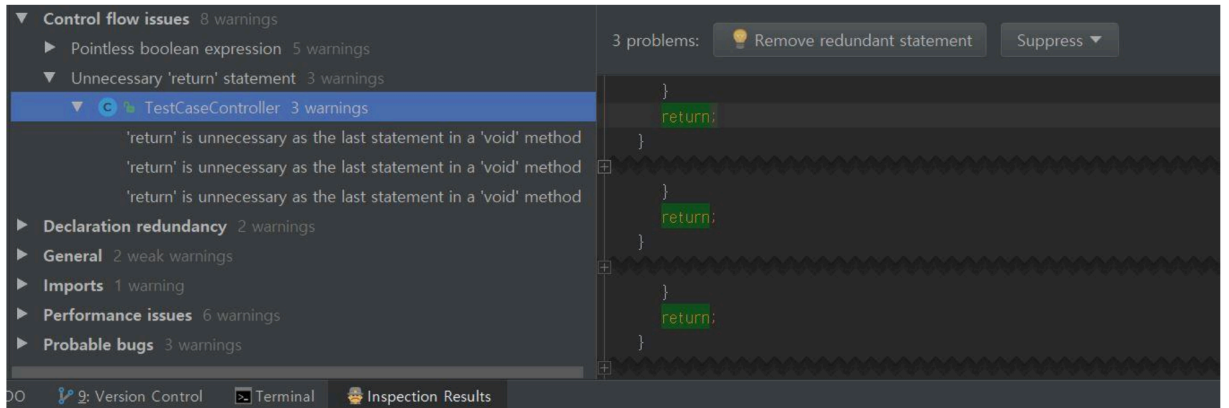 Control flow issues 8 warnings
Pointless boolean expression 5 warnings
Unnecessary 'return' statement 3 warnings
C TestCaseController 3 warnings
'return' is unnecessary as the last statement in a 'void' method
'return' is unnecessary as the last statement in a 'void' method
'return' is unnecessary as the last statement in a 'void' method
Declaration redundancy 2 warnings
General 2 weak warnings
Imports 1 warning
Performance issues 6 warnings
Probable bugs 3 warnings
3 problems: Remove redundant statement Suppress
}
return;
}
}
return;
}
}
return;
}
DO 9: Version Control Terminal Inspection Results